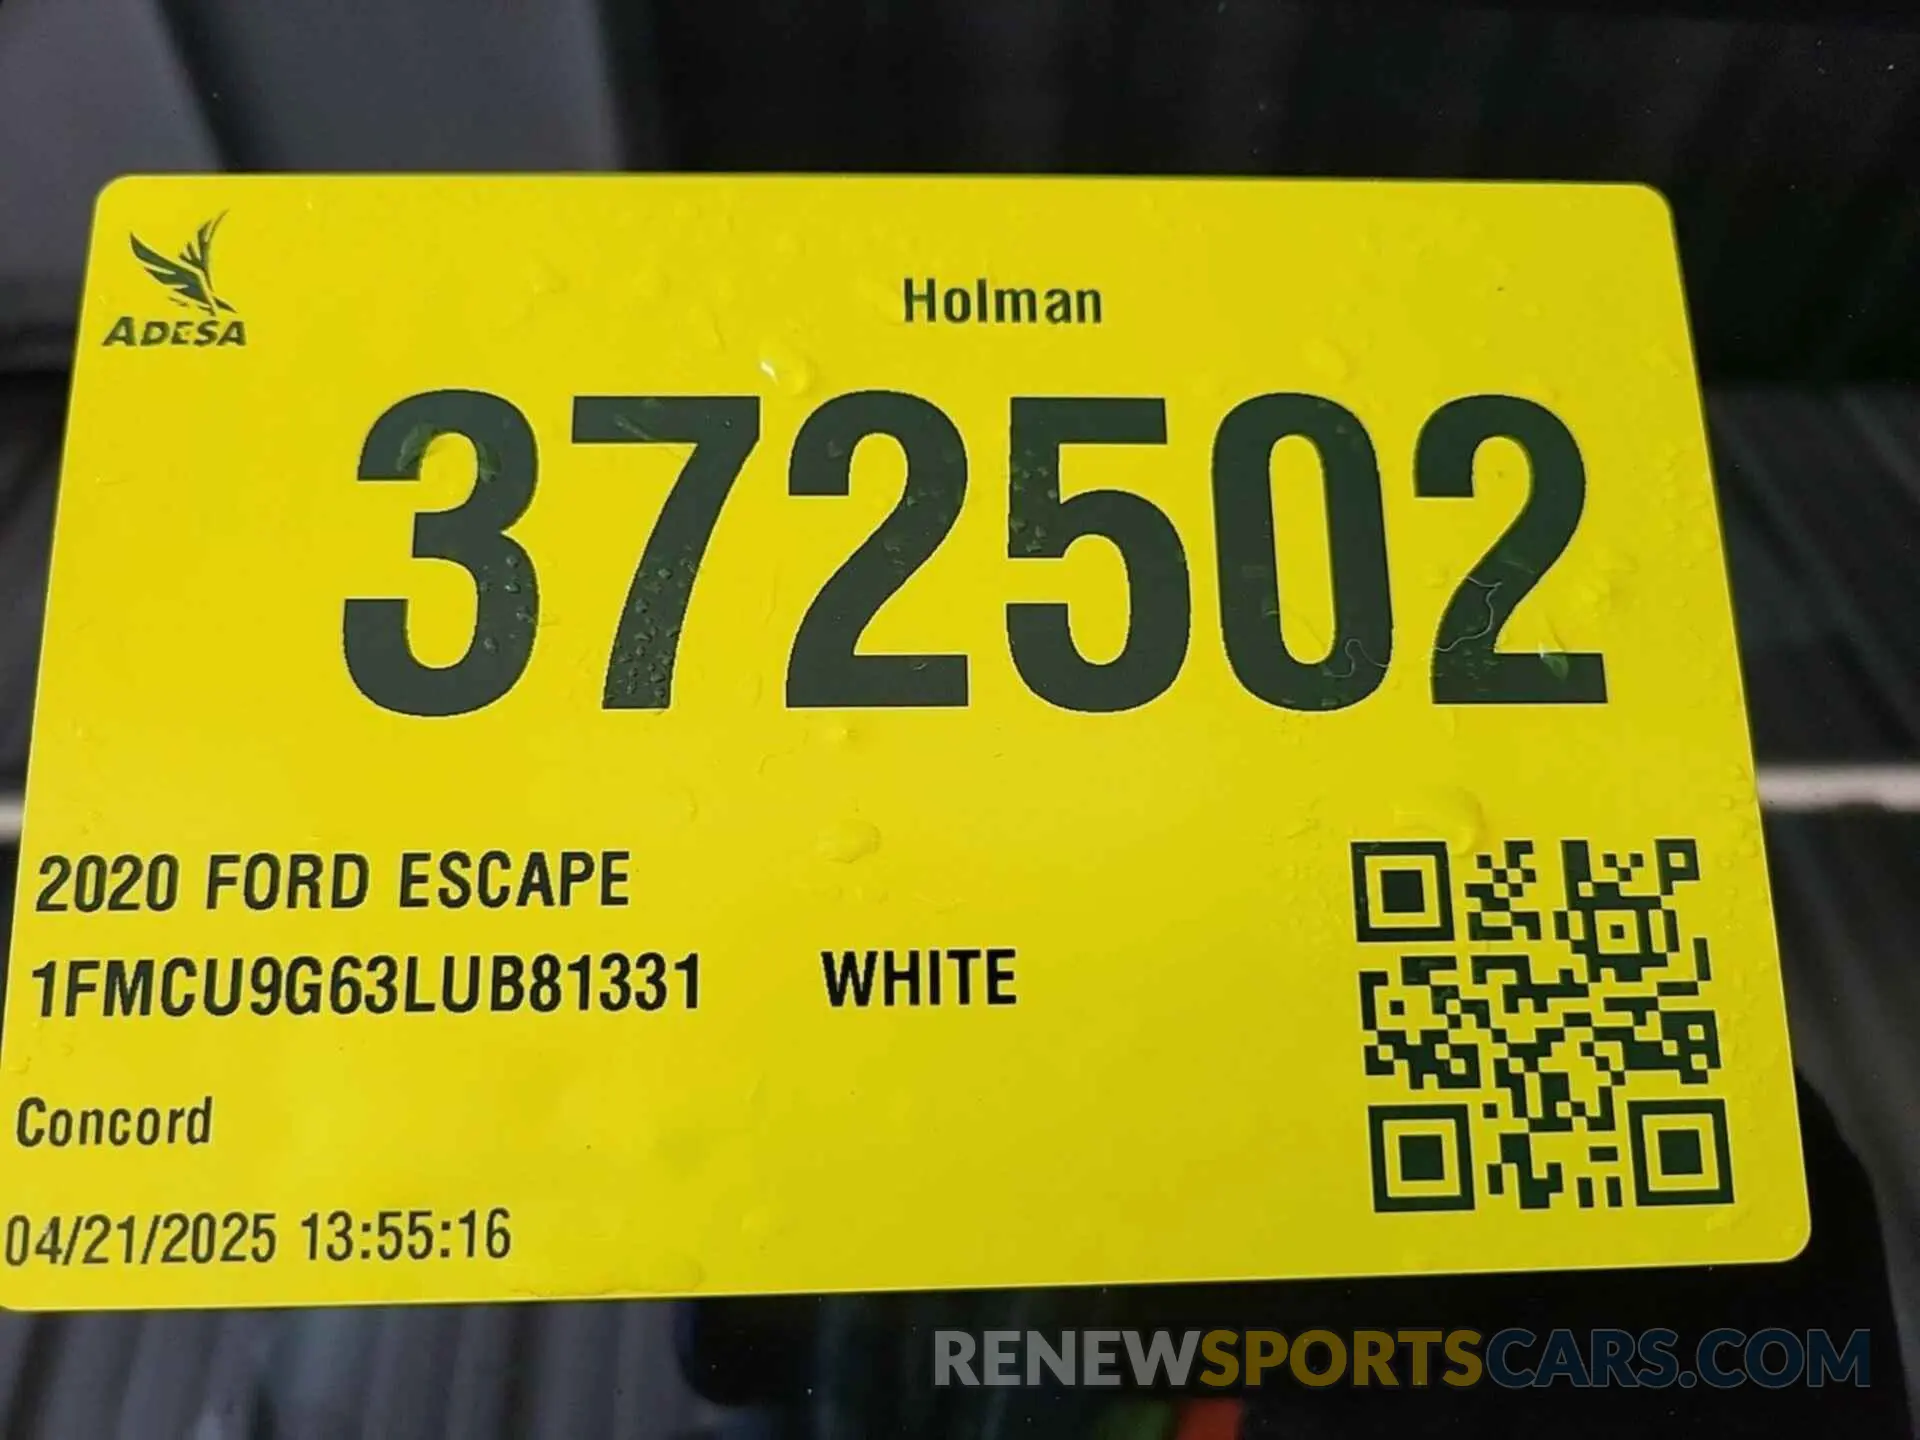 ADESA
Holman
372502
2020 FORD ESCAPE
1FMCU9G63LUB81331 WHITE
Concord
04/21/2025 13:55:16
RENEWSPORTSCARS.COM